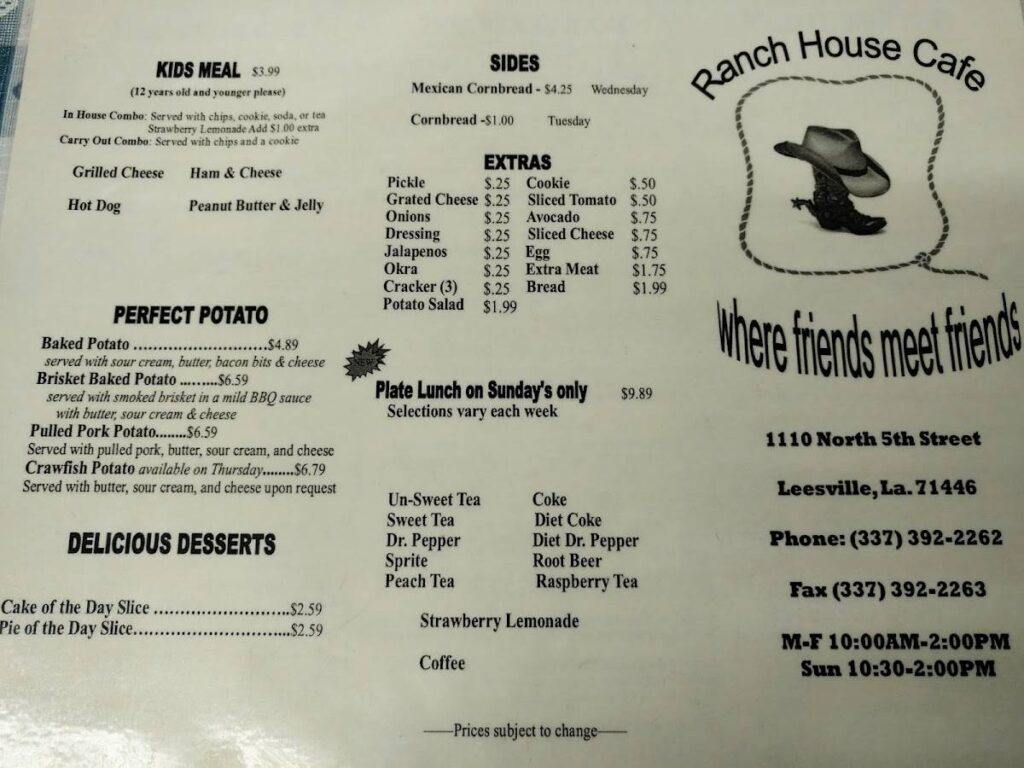 KIDS MEAL $3.99
(12 years old and younger please)
In House Combo: Served with chips, cookie, soda, or tea
Strawberry Lemonade Add $1.00 extra
Carry Out Combo: Served with chips and a cookie
Grilled Cheese Ham & Cheese
Hot Dog Peanut Butter & Jelly
PERFECT POTATO
Baked Potato ...........................$4.89
served with sour cream, butter, bacon bits & cheese
Brisket Baked Potato .........$6.59
served with smoked brisket in a mild BBQ sauce
with butter, sour cream & cheese
Pulled Pork Potato........$6.59
Served with pulled pork, butter, sour cream, and cheese
Crawfish Potato available on Thursday........$6.79
Served with butter, sour cream, and cheese upon request
DELICIOUS DESSERTS
Cake of the Day Slice ............................$2.59
Pie of the Day Slice................................$2.59
SIDES
Mexican Cornbread - $4.25 Wednesday
Cornbread -$1.00 Tuesday
EXTRAS
Pickle $.25 Cookie $.50
Grated Cheese $.25 Sliced Tomato $.50
Onions $.25 Avocado $.75
Dressing $.25 Sliced Cheese $.75
Jalapenos $.25 Egg $.75
Okra $.25 Extra Meat $1.75
Cracker (3) $.25 Bread $1.99
Potato Salad $1.99
NEW
Plate Lunch on Sunday's only $9.89
Selections vary each week
Un-Sweet Tea Coke
Sweet Tea Diet Coke
Dr. Pepper Diet Dr. Pepper
Sprite Root Beer
Peach Tea Raspberry Tea
Strawberry Lemonade
Coffee
——Prices subject to change——
Ranch House Cafe
Where friends meet friends
1110 North 5th Street
Leesville, La. 71446
Phone: (337) 392-2262
Fax (337) 392-2263
M-F 10:00AM-2:00PM
Sun 10:30-2:00PM